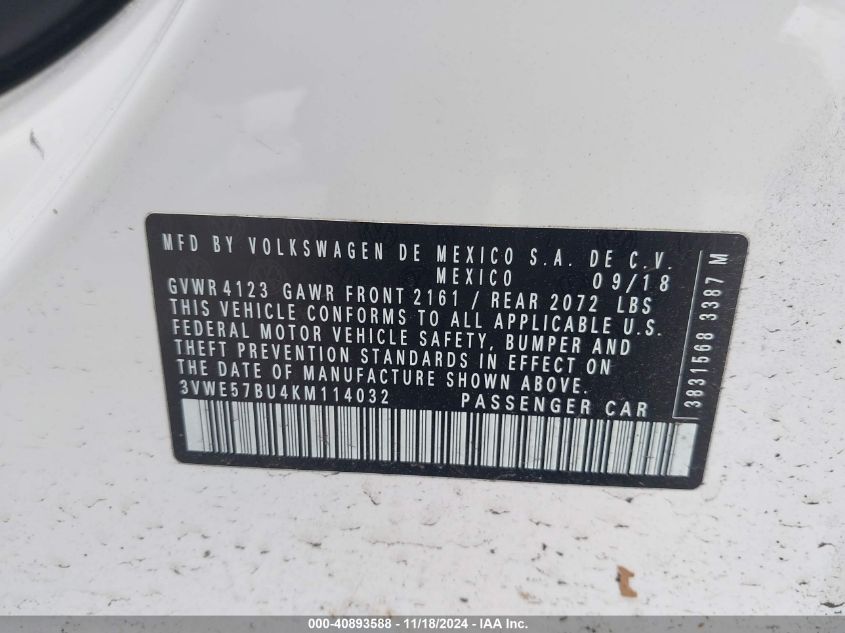 MFD BY VOLKSWAGEN DE MEXICO S.A. DE C.V.
MEXICO 09/18
GVWR 4123 GAWR FRONT 2161 / REAR 2072 LBS
THIS VEHICLE CONFORMS TO ALL APPLICABLE U.S.
FEDERAL MOTOR VEHICLE SAFETY, BUMPER AND
THEFT PREVENTION STANDARDS IN EFFECT ON
THE DATE OF MANUFACTURE SHOWN ABOVE.
3VWE57BU4KM114032 PASSENGER CAR
3831568 3387 M
000-40893588 - 11/18/2024 - IAA Inc.